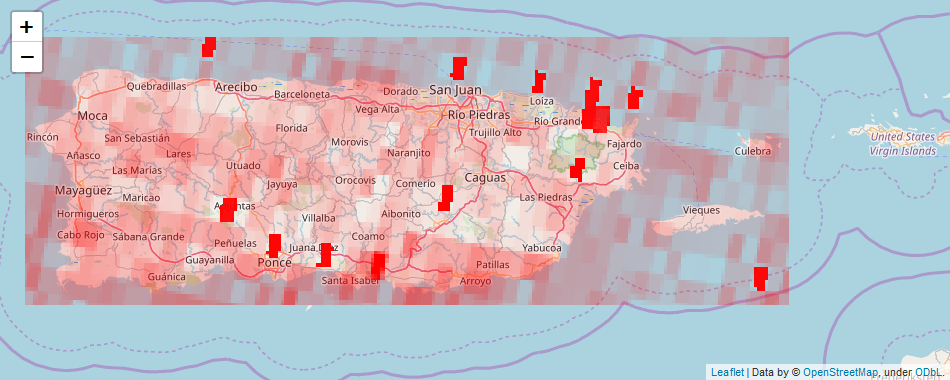 +
−
Quebradillas
Arecibo
Barceloneta
Dorado
San Juan
Loíza
Moca
Vega Alta
Río Piedras
Río Grande
Florida
Trujillo Alto
Rincón
San Sebastián
Morovis
Fajardo
United States
Virgin Islands
Añasco
Lares
Naranjito
Culebra
Las Marías
Utuado
Ceiba
Mayagüez
Jayuya
Orocovis
Comerío
Caguas
Maricao
Las Piedras
Hormigueros
Villalba
Aibonito
Vieques
Cabo Rojo
Sábana Grande
Peñuelas
Juana Díaz
Coamo
Yabucoa
Guayanilla
Ponce
Patillas
Guánica
Santa Isabel
Arroyo
Leaflet | Data by © OpenStreetMap, under ODbL.